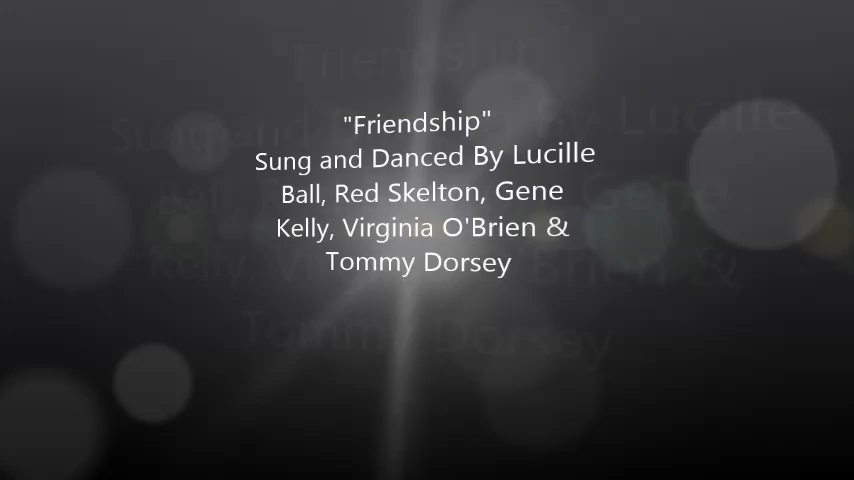 "Friendship"
Sung and Danced By Lucille
Ball, Red Skelton, Gene
Kelly, Virginia O'Brien &
Tommy Dorsey